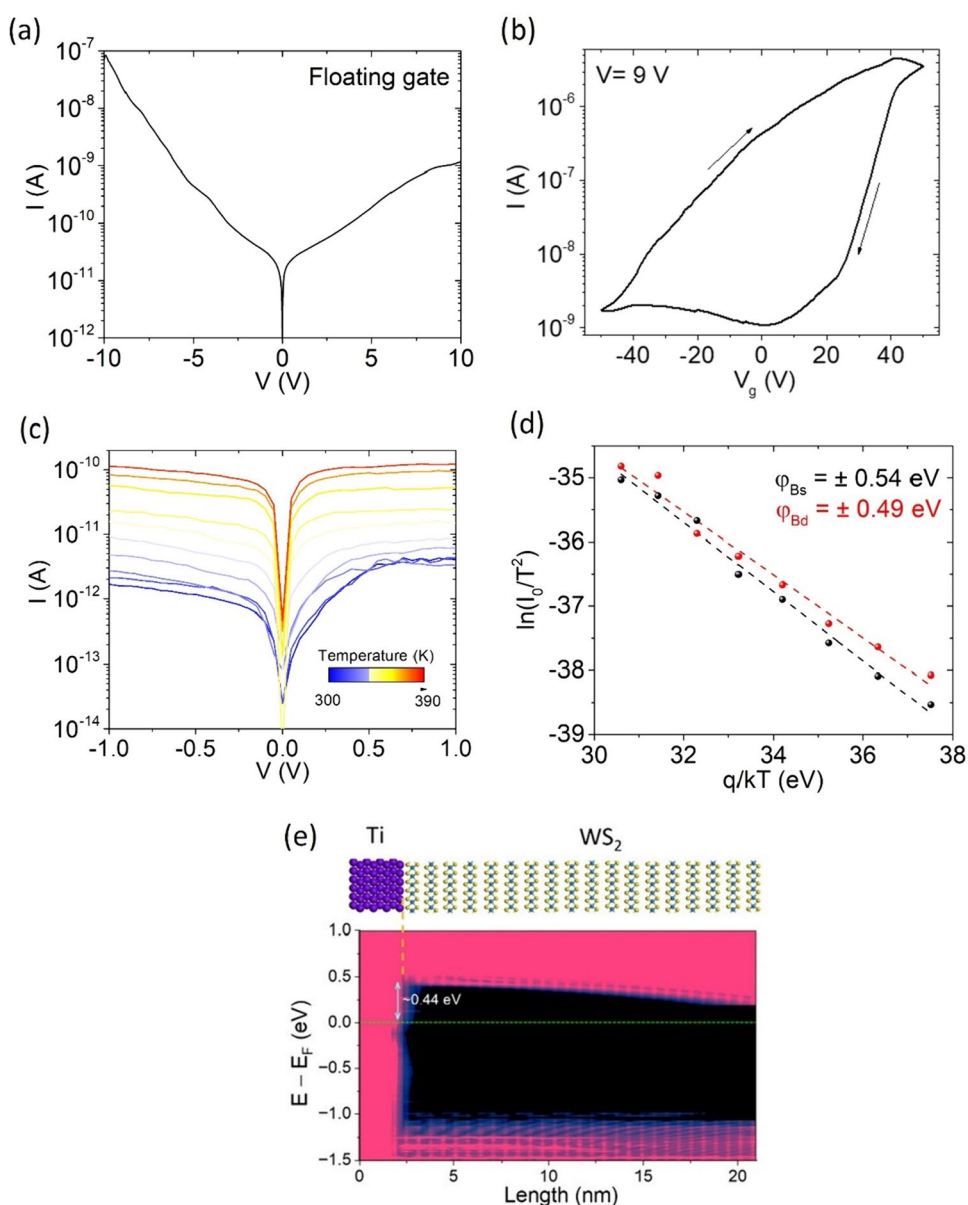 (a)
Floating gate
10⁻⁷
10⁻⁸
10⁻⁹
10⁻¹⁰
10⁻¹¹
10⁻¹²
I (A)
-10
-5
0
5
10
V (V)
(b)
V= 9 V
10⁻⁶
10⁻⁷
10⁻⁸
10⁻⁹
I (A)
-40
-20
0
20
40
V_g (V)
(c)
10⁻¹⁰
10⁻¹¹
10⁻¹²
10⁻¹³
10⁻¹⁴
I (A)
Temperature (K)
300
390
-1.0
-0.5
0.0
0.5
1.0
V (V)
(d)
φ_Bs = ± 0.54 eV
φ_Bd = ± 0.49 eV
-35
-36
-37
-38
-39
ln(I₀/T²)
30
32
34
36
38
q/kT (eV)
(e)
Ti
WS₂
1.0
0.5
0.0
-0.5
-1.0
-1.5
E − E_F (eV)
~0.44 eV
0
5
10
15
20
Length (nm)